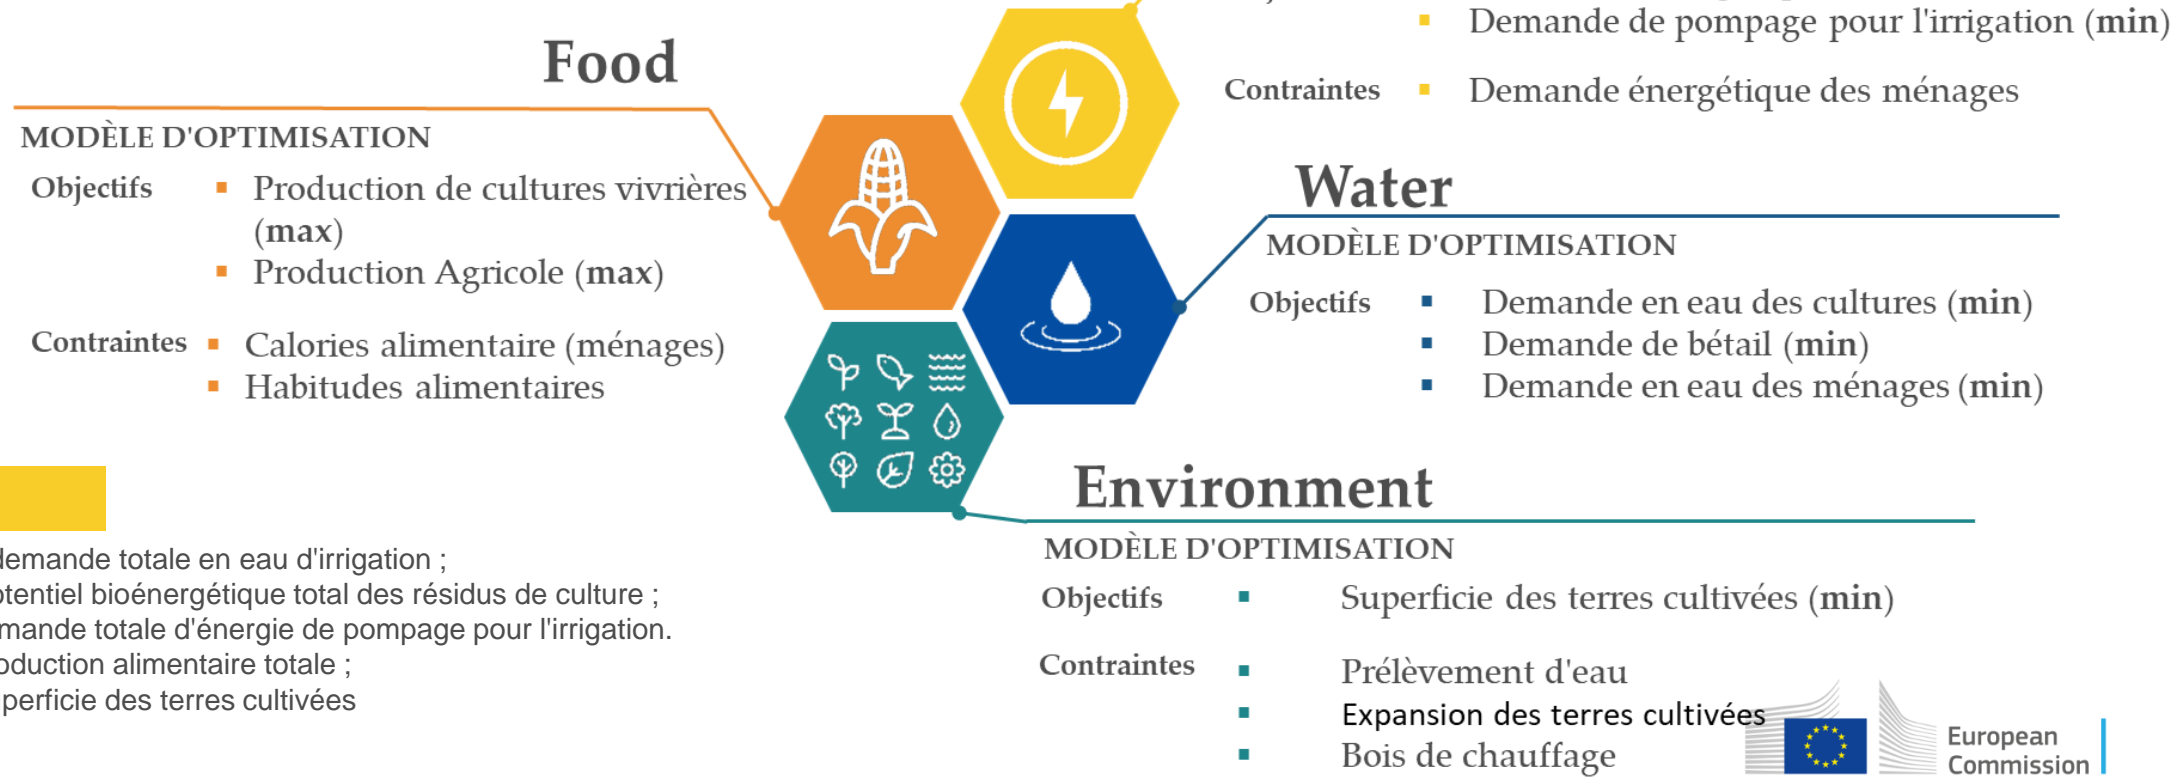 Demande de pompage pour l'irrigation (min)
Contraintes ▪ Demande énergétique des ménages
Food
MODÈLE D'OPTIMISATION
Objectifs ▪ Production de cultures vivrières
(max)
▪ Production Agricole (max)
Contraintes ▪ Calories alimentaire (ménages)
▪ Habitudes alimentaires
Water
MODÈLE D'OPTIMISATION
Objectifs ▪ Demande en eau des cultures (min)
▪ Demande de bétail (min)
▪ Demande en eau des ménages (min)
Environment
MODÈLE D'OPTIMISATION
Objectifs ▪ Superficie des terres cultivées (min)
Contraintes ▪ Prélèvement d'eau
▪ Expansion des terres cultivées
▪ Bois de chauffage
demande totale en eau d'irrigation ;
otentiel bioénergétique total des résidus de culture ;
mande totale d'énergie de pompage pour l'irrigation.
oduction alimentaire totale ;
perficie des terres cultivées
European
Commission